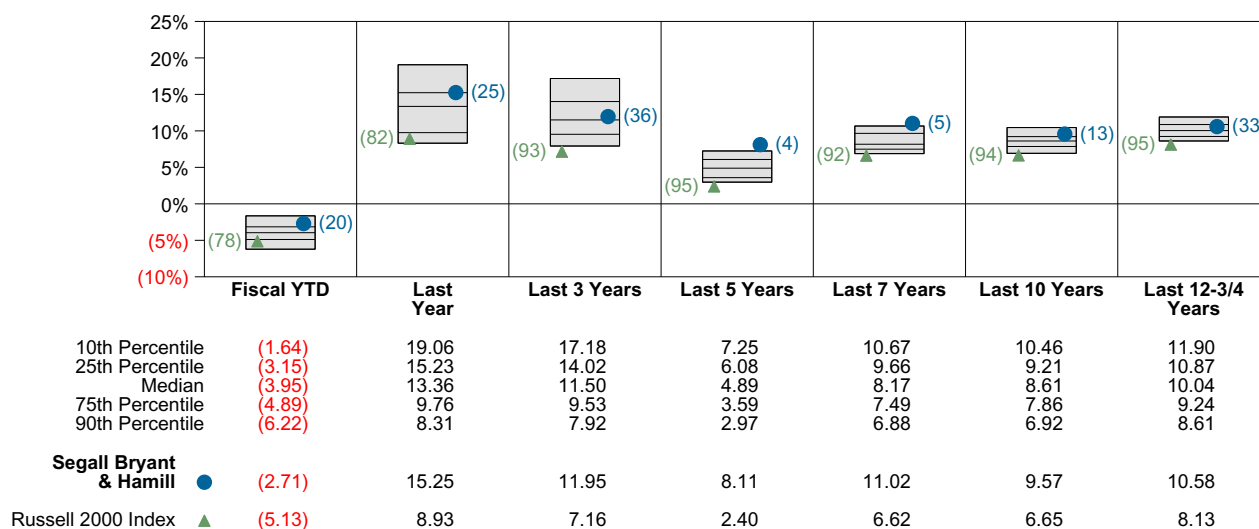 25%
20%
15%
10%
5%
0%
(5%)
(10%)
(78) (20)
(82) (25)
(93) (36)
(95) (4)
(92) (5)
(94) (13)
(95) (33
Fiscal YTD Last Year Last 3 Years Last 5 Years Last 7 Years Last 10 Years Last 12-3/4 Years
10th Percentile (1.64) 19.06 17.18 7.25 10.67 10.46 11.90
25th Percentile (3.15) 15.23 14.02 6.08 9.66 9.21 10.87
Median (3.95) 13.36 11.50 4.89 8.17 8.61 10.04
75th Percentile (4.89) 9.76 9.53 3.59 7.49 7.86 9.24
90th Percentile (6.22) 8.31 7.92 2.97 6.88 6.92 8.61
Segall Bryant
& Hamill (2.71) 15.25 11.95 8.11 11.02 9.57 10.58
Russell 2000 Index (5.13) 8.93 7.16 2.40 6.62 6.65 8.13